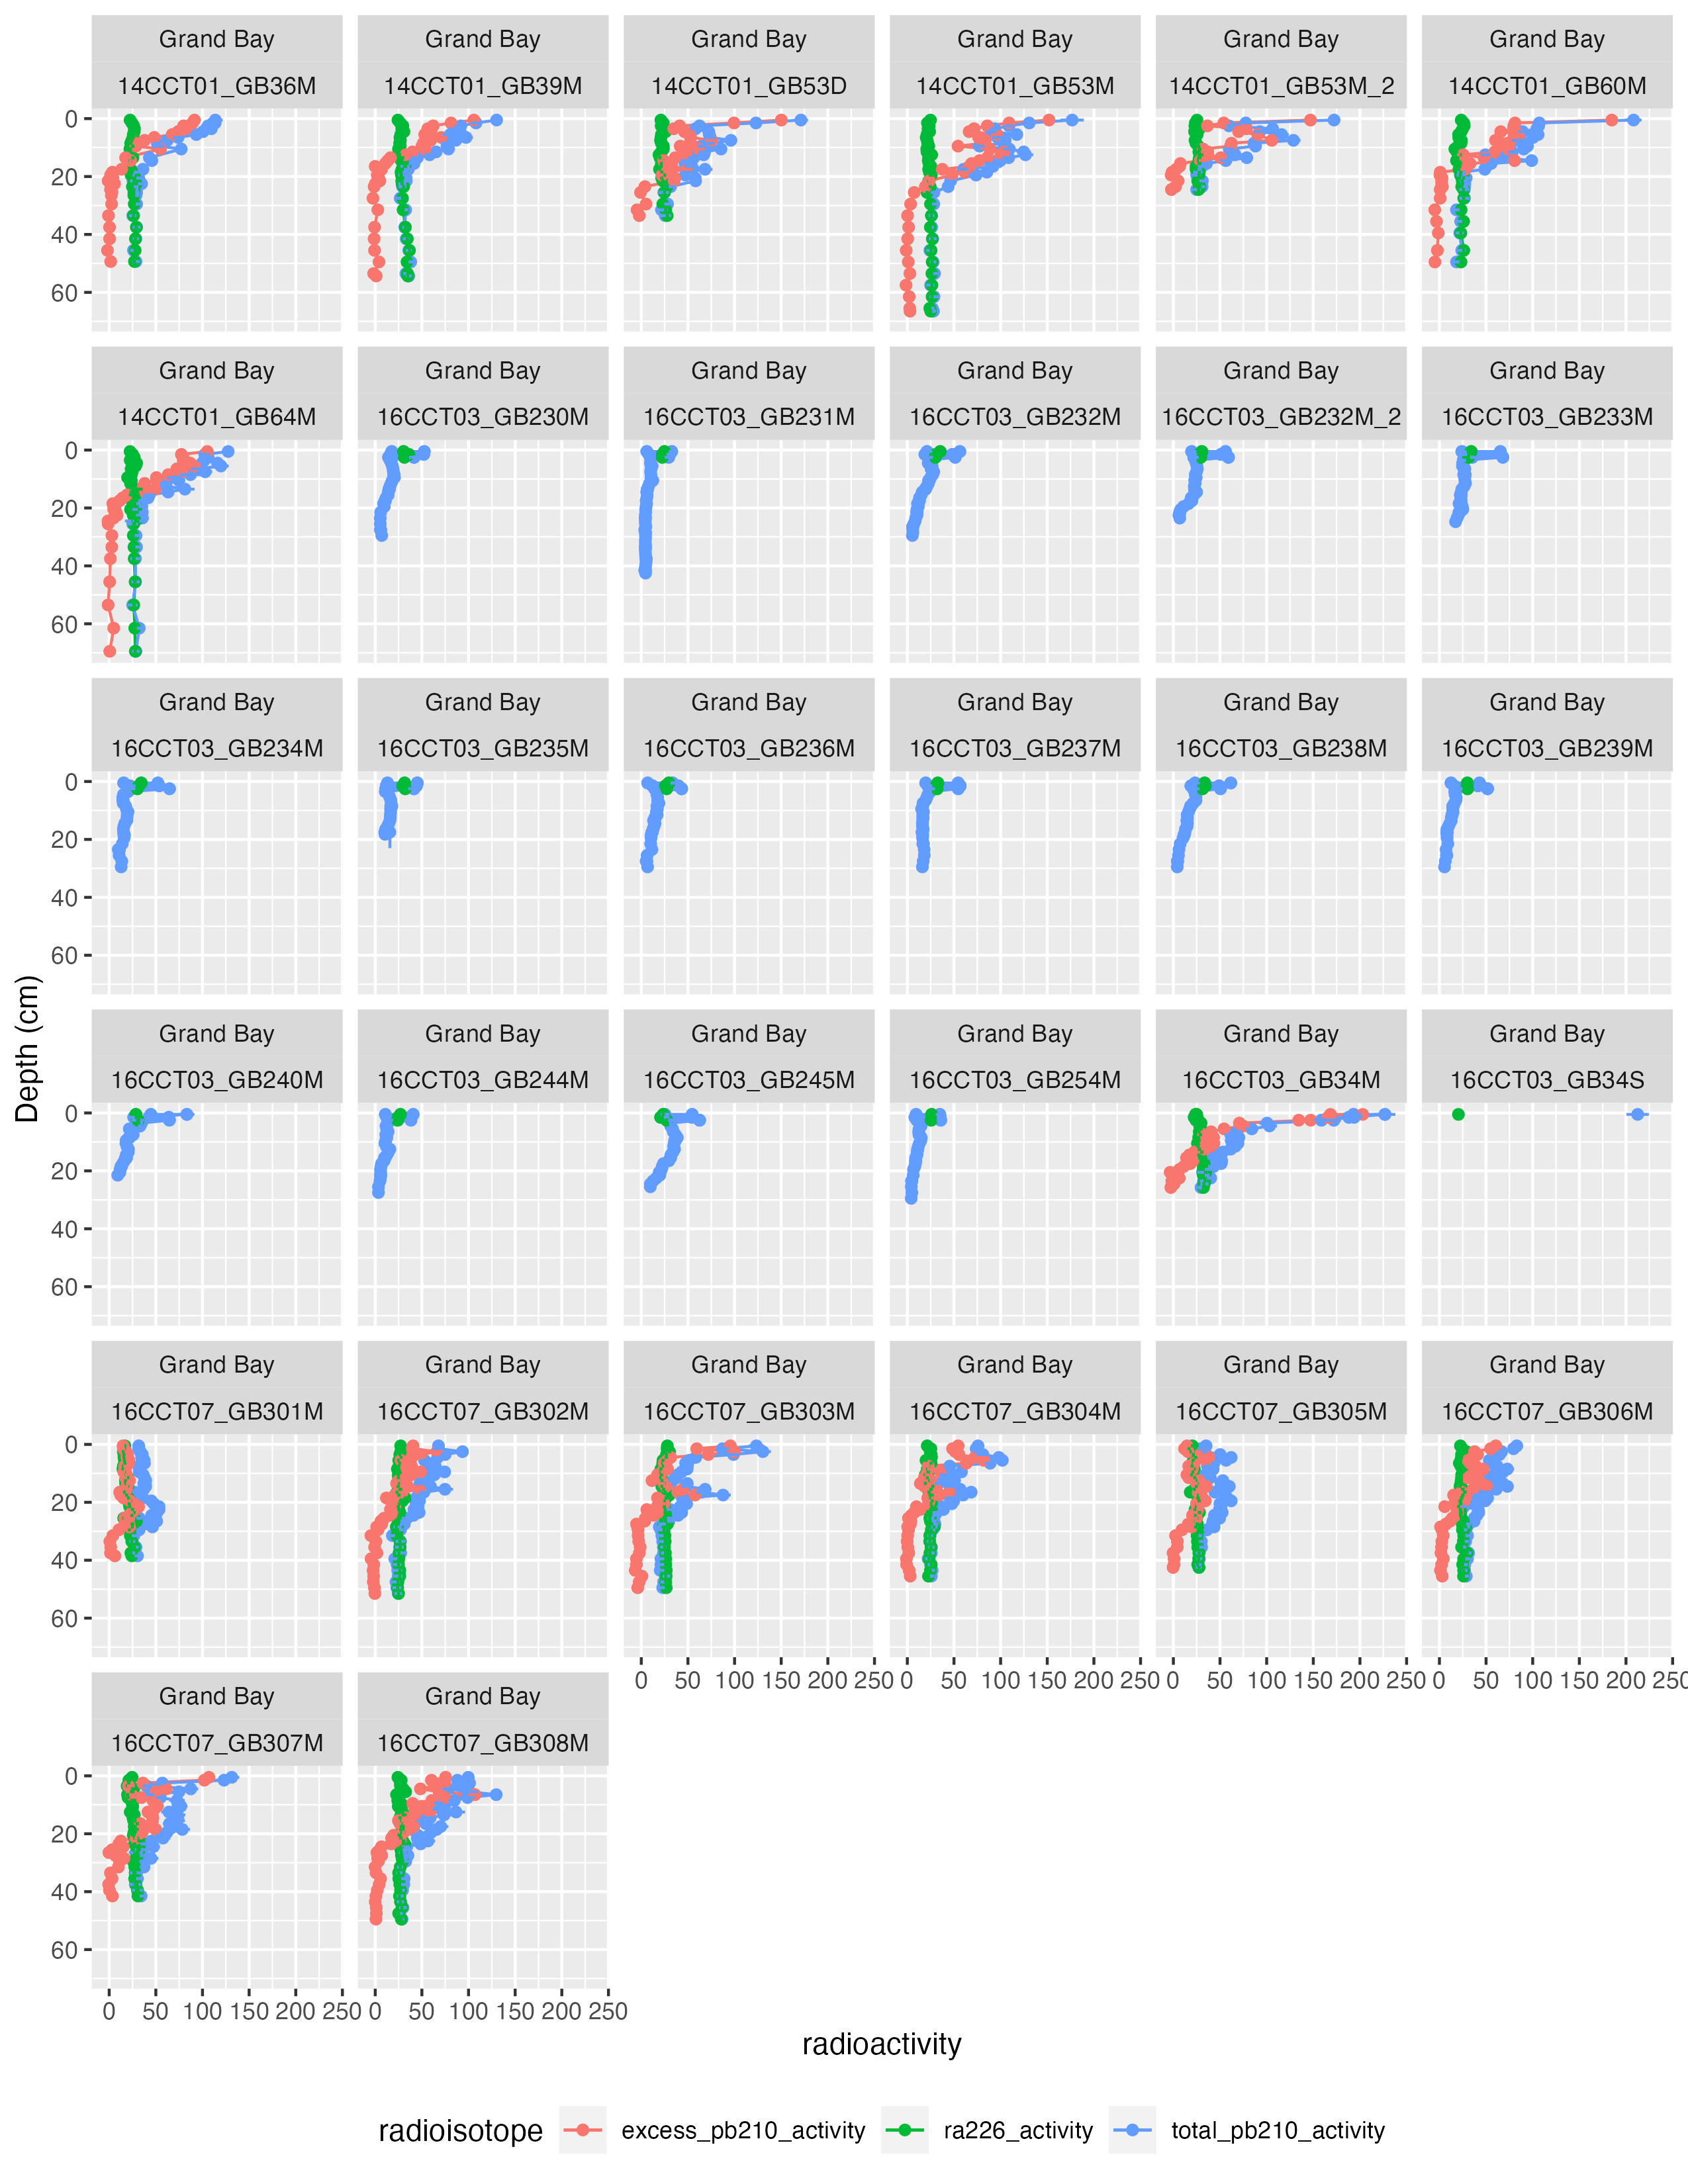 Grand Bay Grand Bay Grand Bay Grand Bay Grand Bay Grand Bay
14CCT01_GB36M 14CCT01_GB39M 14CCT01_GB53D 14CCT01_GB53M 14CCT01_GB53M_2 14CCT01_GB60M
0
20
40
60
Grand Bay Grand Bay Grand Bay Grand Bay Grand Bay Grand Bay
14CCT01_GB64M 16CCT03_GB230M 16CCT03_GB231M 16CCT03_GB232M 16CCT03_GB232M_2 16CCT03_GB233M
0
20
40
60
Grand Bay Grand Bay Grand Bay Grand Bay Grand Bay Grand Bay
16CCT03_GB234M 16CCT03_GB235M 16CCT03_GB236M 16CCT03_GB237M 16CCT03_GB238M 16CCT03_GB239M
0
20
40
60
Depth (cm)
Grand Bay Grand Bay Grand Bay Grand Bay Grand Bay Grand Bay
16CCT03_GB240M 16CCT03_GB244M 16CCT03_GB245M 16CCT03_GB254M 16CCT03_GB34M 16CCT03_GB34S
0
20
40
60
Grand Bay Grand Bay Grand Bay Grand Bay Grand Bay Grand Bay
16CCT07_GB301M 16CCT07_GB302M 16CCT07_GB303M 16CCT07_GB304M 16CCT07_GB305M 16CCT07_GB306M
0
20
40
60
0 50 100 150 200 250 0 50 100 150 200 250 0 50 100 150 200 250 0 50 100 150 200 250
Grand Bay Grand Bay
16CCT07_GB307M 16CCT07_GB308M
0
20
40
60
0 50 100 150 200 250 0 50 100 150 200 250
radioactivity
radioisotope excess_pb210_activity ra226_activity total_pb210_activity